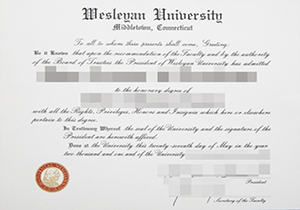 Wesleyan University
Middletown, Connecticut
To all to whom these presents shall come, Greeting:
Be it Known that upon the recommendation of the Faculty and by the authority
of the Board of Trustees the President of Wesleyan University has admitted
to the honorary degree of
with all the Rights, Privileges, Honors and Insignia which here or elsewhere
pertain to this degree.
In Testimony Whereof, the seal of the University and the signature of the
President are herewith affixed.
Done at the University this twenty-seventh day of May in the year
two thousand and one and of the University
President
Secretary of the Faculty